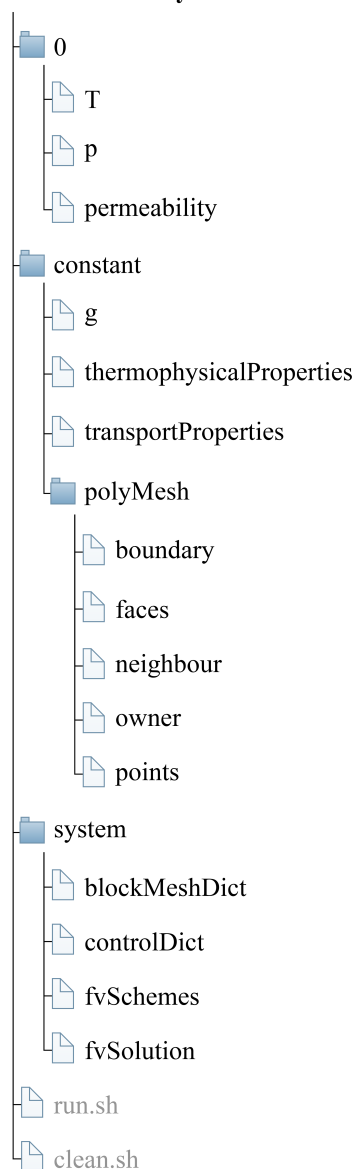 0
T
p
permeability
constant
g
thermophysicalProperties
transportProperties
polyMesh
boundary
faces
neighbour
owner
points
system
blockMeshDict
controlDict
fvSchemes
fvSolution
run.sh
clean.sh